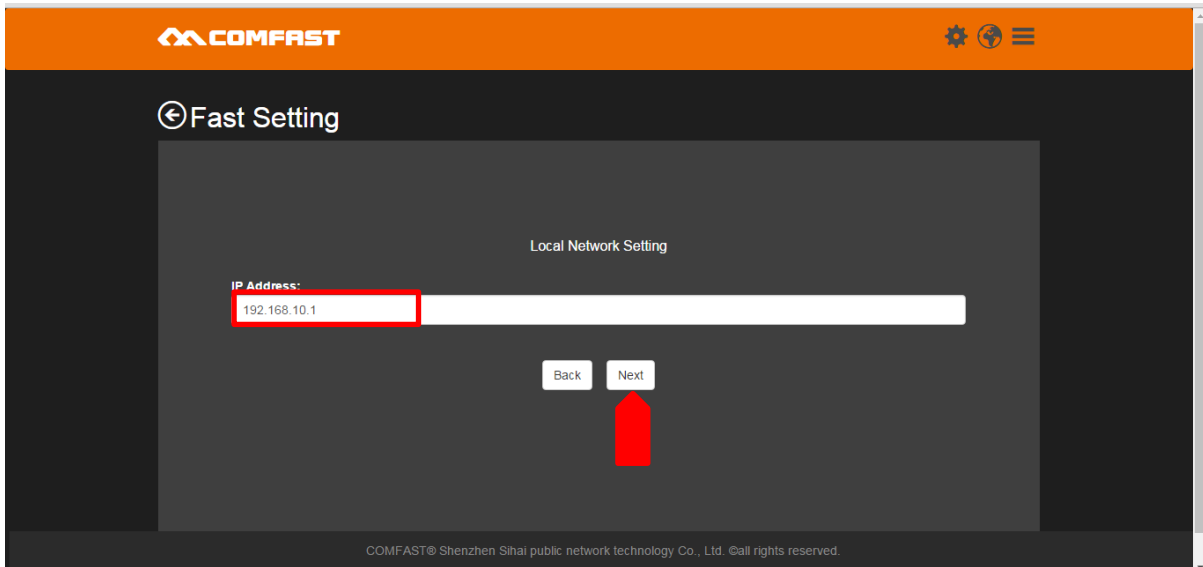 COMFAST
Fast Setting
Local Network Setting
IP Address:
192.168.10.1
Back Next
COMFAST® Shenzhen Sihai public network technology Co., Ltd. ©all rights reserved.